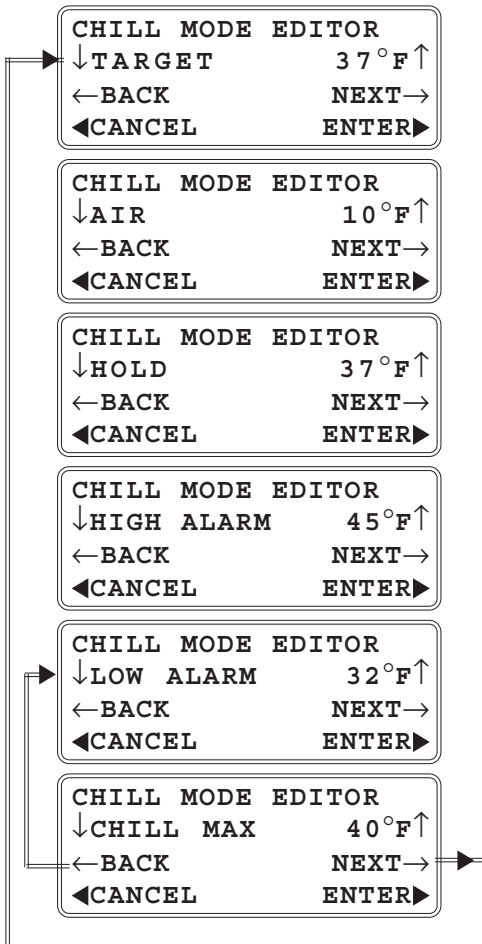 CHILL MODE EDITOR
↓TARGET 37°F↑
←BACK NEXT→
◀CANCEL ENTER▶
CHILL MODE EDITOR
↓AIR 10°F↑
←BACK NEXT→
◀CANCEL ENTER▶
CHILL MODE EDITOR
↓HOLD 37°F↑
←BACK NEXT→
◀CANCEL ENTER▶
CHILL MODE EDITOR
↓HIGH ALARM 45°F↑
←BACK NEXT→
◀CANCEL ENTER▶
CHILL MODE EDITOR
↓LOW ALARM 32°F↑
←BACK NEXT→
◀CANCEL ENTER▶
CHILL MODE EDITOR
↓CHILL MAX 40°F↑
←BACK NEXT→
◀CANCEL ENTER▶